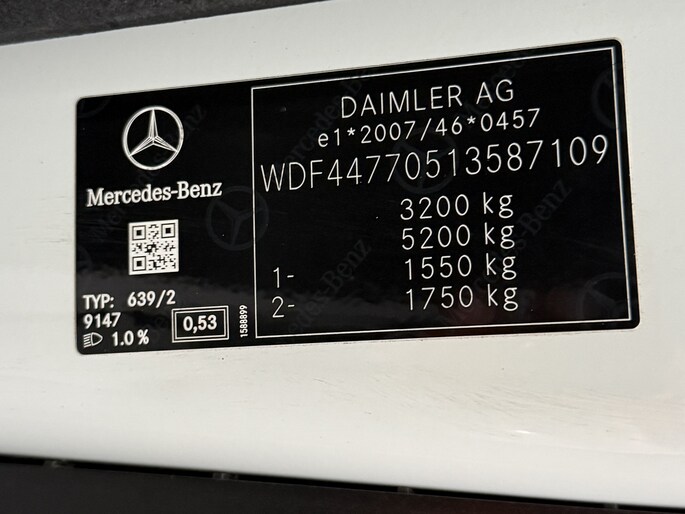 Mercedes-Benz
TYP: 639/2
9147
1.0 %
0,53
1588899
DAIMLER AG
e1*2007/46*0457
WDF44770513587109
3200 kg
5200 kg
1- 1550 kg
2- 1750 kg